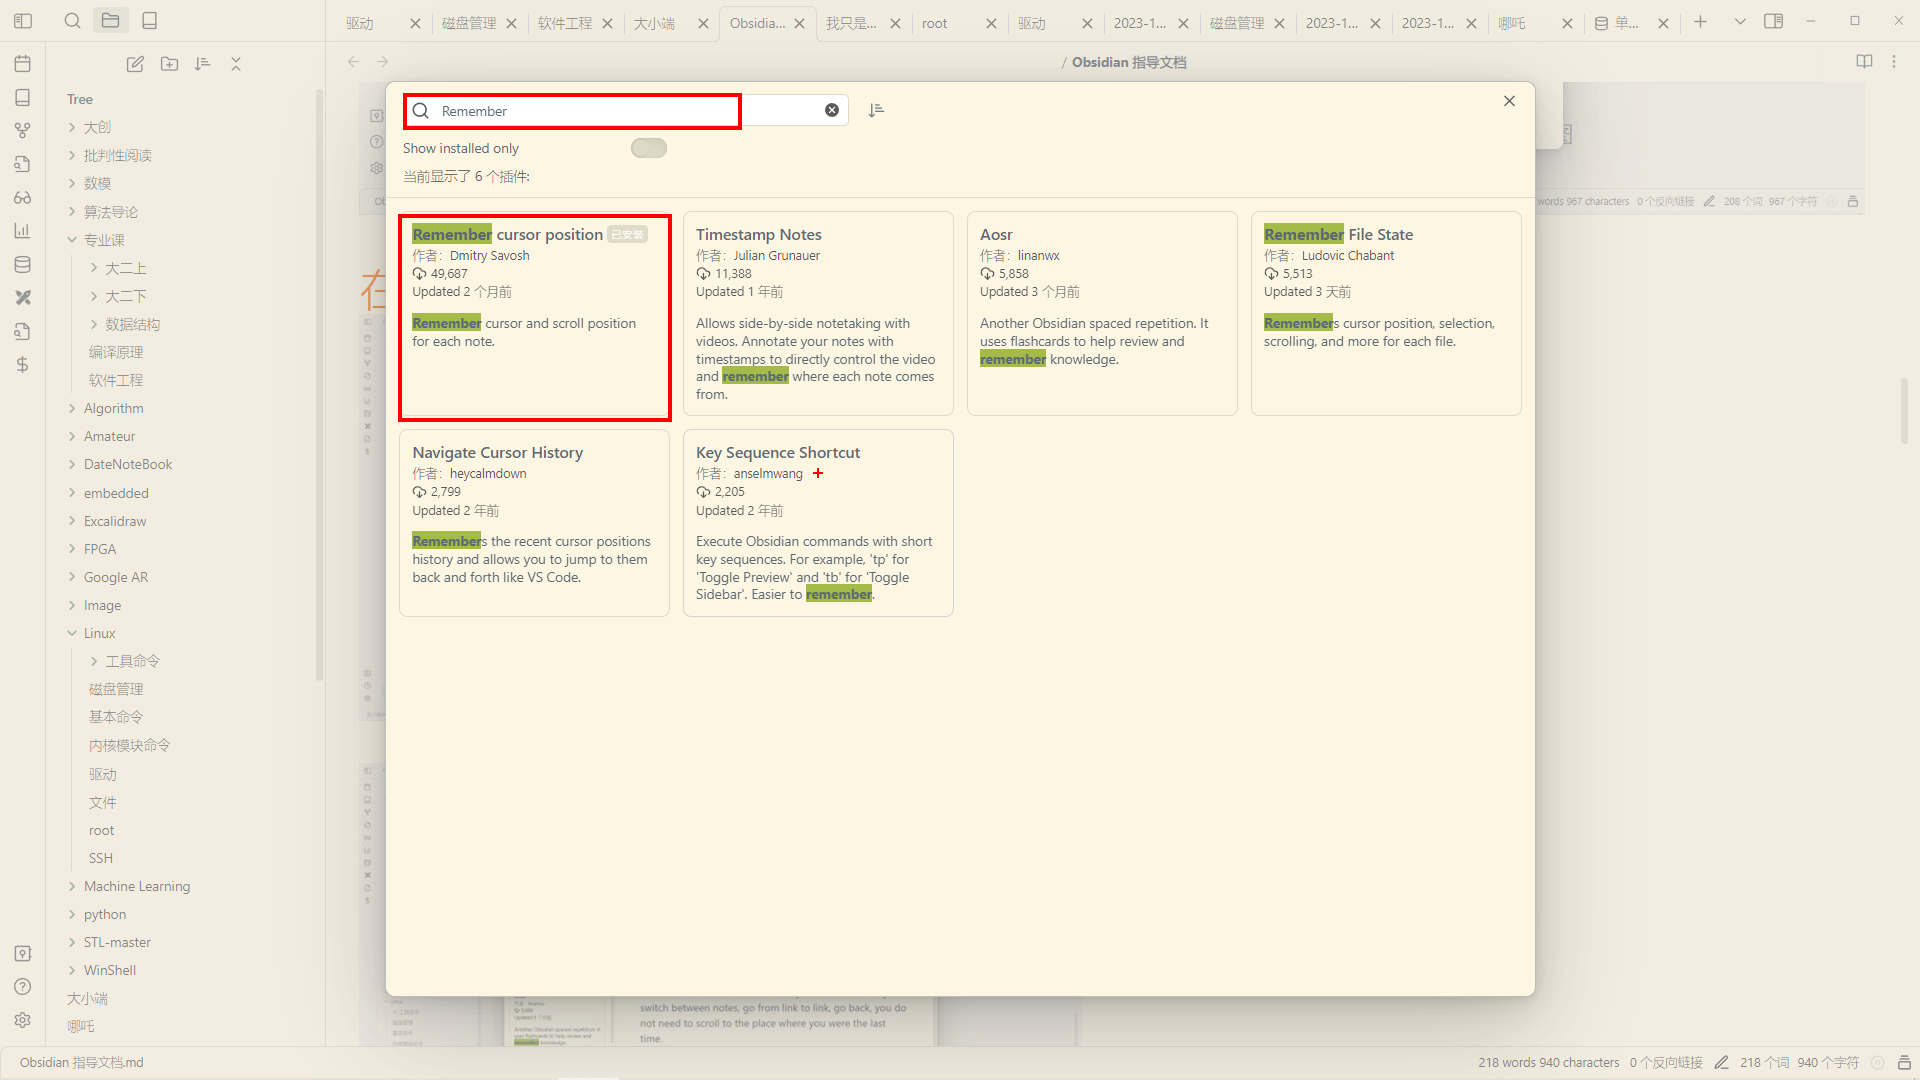 驱动
磁盘管理
软件工程
大小端
Obsidia...
我只是...
root
驱动
2023-1...
磁盘管理
2023-1...
2023-1...
哪吒
单...
/ Obsidian 指导文档
Tree
大创
批判性阅读
数模
算法导论
专业课
大二上
大二下
数据结构
编译原理
软件工程
Algorithm
Amateur
DateNoteBook
embedded
Excalidraw
FPGA
Google AR
Image
Linux
工具命令
磁盘管理
基本命令
内核模块命令
驱动
文件
root
SSH
Machine Learning
python
STL-master
WinShell
大小端
哪吒
Remember
Show installed only
当前显示了 6 个插件:
Remember cursor position 已安装
作者：Dmitry Savosh
49,687
Updated 2 个月前
Remember cursor and scroll position
for each note.
Timestamp Notes
作者：Julian Grunauer
11,388
Updated 1 年前
Allows side-by-side notetaking with
videos. Annotate your notes with
timestamps to directly control the video
and remember where each note comes
from.
Aosr
作者：linanwx
5,858
Updated 3 个月前
Another Obsidian spaced repetition. It
uses flashcards to help review and
remember knowledge.
Remember File State
作者：Ludovic Chabant
5,513
Updated 3 天前
Remembers cursor position, selection,
scrolling, and more for each file.
Navigate Cursor History
作者：heycalmdown
2,799
Updated 2 年前
Remembers the recent cursor positions
history and allows you to jump to them
back and forth like VS Code.
Key Sequence Shortcut
作者：anselmwang
2,205
Updated 2 年前
Execute Obsidian commands with short
key sequences. For example, 'tp' for
'Toggle Preview' and 'tb' for 'Toggle
Sidebar'. Easier to remember.
words 967 characters 0 个反向链接 208 个词 967 个字符
在
switch between notes, go from link to link, go back, you do
not need to scroll to the place where you were the last
time.
Obsidian 指导文档.md
218 words 940 characters 0 个反向链接 218 个词 940 个字符